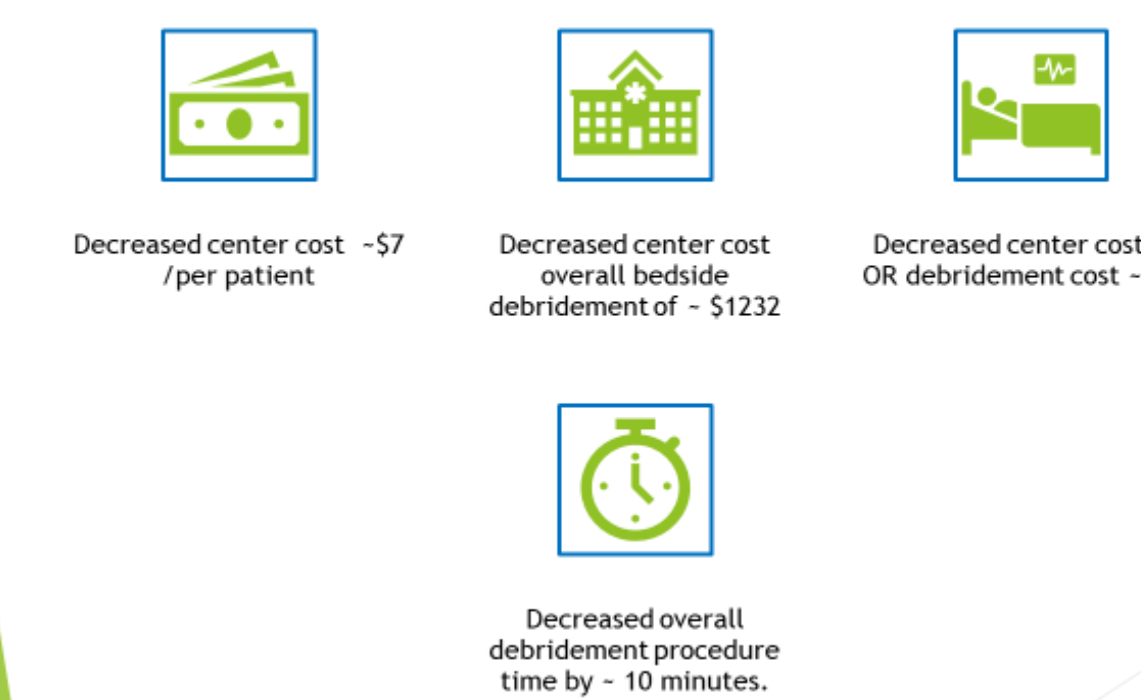 Decreased center cost ~$7
/per patient
Decreased center cost
overall bedside
debridement of ~ $1232
Decreased center cost
OR debridement cost ~
Decreased overall
debridement procedure
time by ~ 10 minutes.